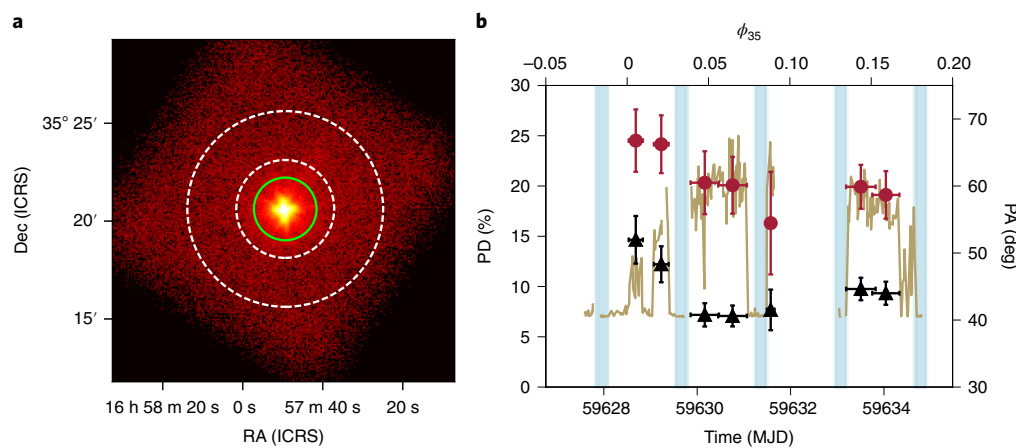 a
35° 25′
20′
15′
Dec (ICRS)
16 h 58 m 20 s 0 s 57 m 40 s 20 s
RA (ICRS)
b
ϕ35
–0.05 0 0.05 0.10 0.15 0.20
30
25
20
15
10
5
0
PD (%)
70
60
50
40
30
PA (deg)
59628 59630 59632 59634
Time (MJD)